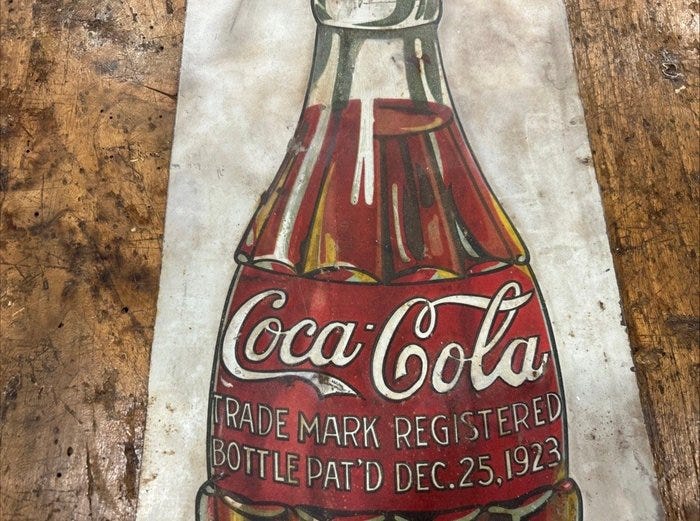 Coca-Cola
TRADE MARK REGISTERED
BOTTLE PAT'D DEC. 25, 1923